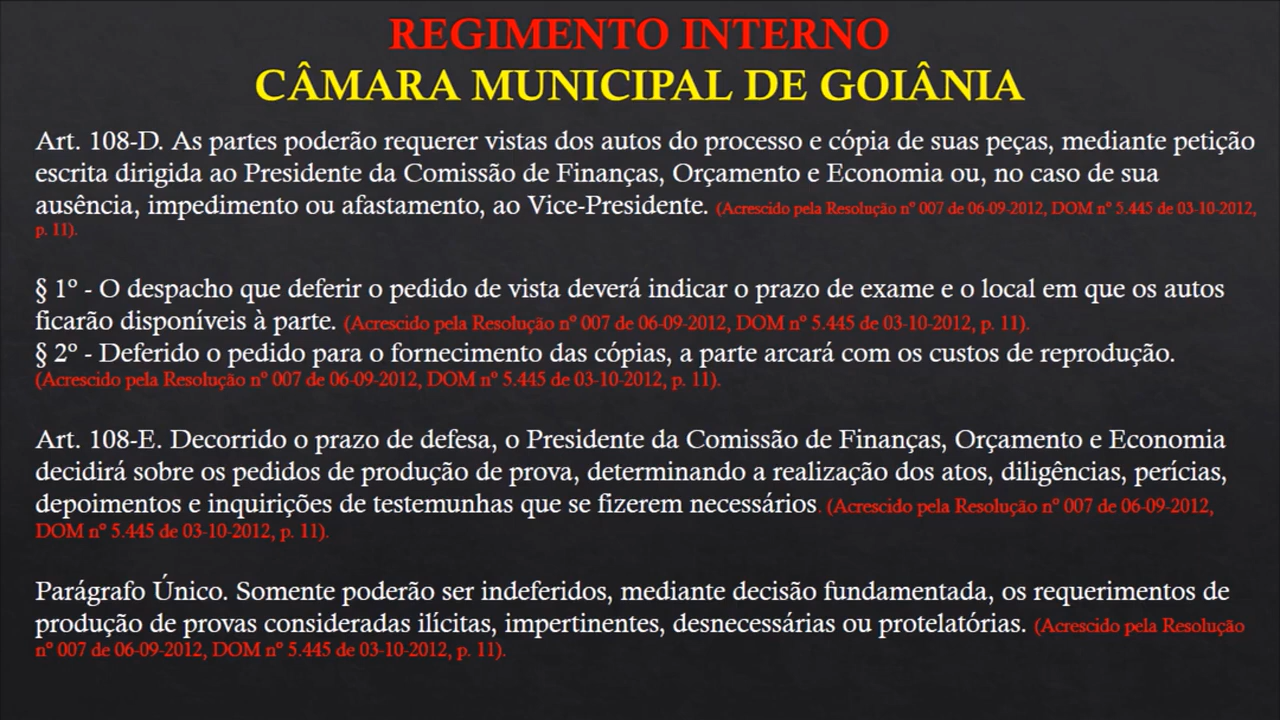 REGIMENTO INTERNO
CÂMARA MUNICIPAL DE GOIÂNIA
Art. 108-D. As partes poderão requerer vistas dos autos do processo e cópia de suas peças, mediante petição
escrita dirigida ao Presidente da Comissão de Finanças, Orçamento e Economia ou, no caso de sua
ausência, impedimento ou afastamento, ao Vice-Presidente. (Acrescido pela Resolução nº 007 de 06-09-2012, DOM nº 5.445 de 03-10-2012,
p. 11).
§ 1º - O despacho que deferir o pedido de vista deverá indicar o prazo de exame e o local em que os autos
ficarão disponíveis à parte. (Acrescido pela Resolução nº 007 de 06-09-2012, DOM nº 5.445 de 03-10-2012, p. 11).
§ 2º - Deferido o pedido para o fornecimento das cópias, a parte arcará com os custos de reprodução.
(Acrescido pela Resolução nº 007 de 06-09-2012, DOM nº 5.445 de 03-10-2012, p. 11).
Art. 108-E. Decorrido o prazo de defesa, o Presidente da Comissão de Finanças, Orçamento e Economia
decidirá sobre os pedidos de produção de prova, determinando a realização dos atos, diligências, perícias,
depoimentos e inquirições de testemunhas que se fizerem necessários. (Acrescido pela Resolução nº 007 de 06-09-2012,
DOM nº 5.445 de 03-10-2012, p. 11).
Parágrafo Único. Somente poderão ser indeferidos, mediante decisão fundamentada, os requerimentos de
produção de provas consideradas ilícitas, impertinentes, desnecessárias ou protelatórias. (Acrescido pela Resolução
nº 007 de 06-09-2012, DOM nº 5.445 de 03-10-2012, p. 11).